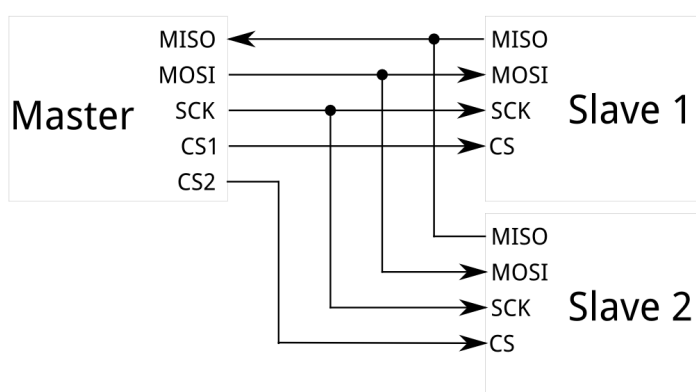 Master
MISO
MOSI
SCK
CS1
CS2
Slave 1
MISO
MOSI
SCK
CS
Slave 2
MISO
MOSI
SCK
CS